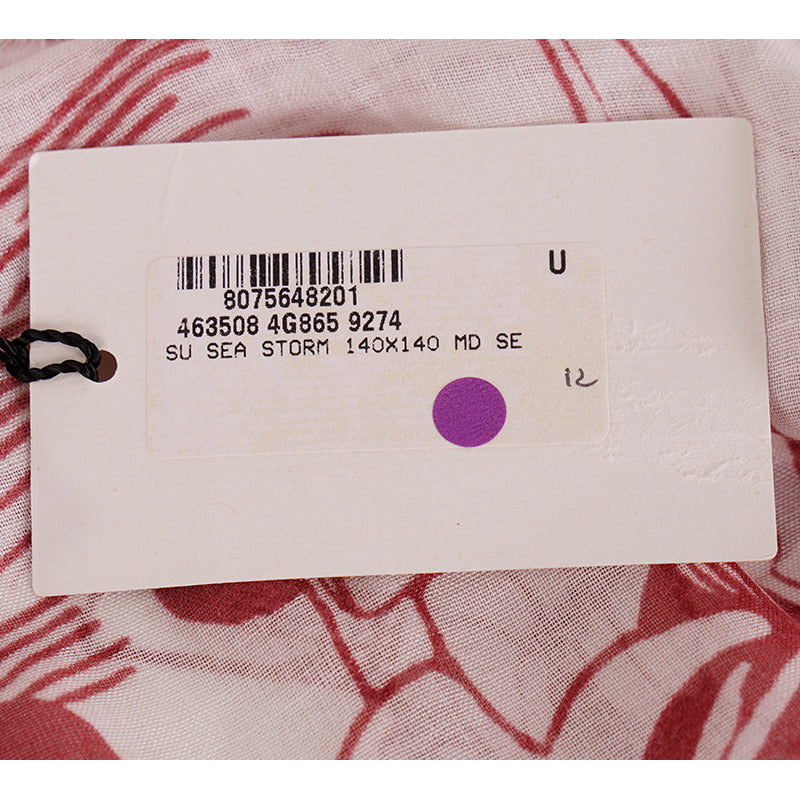 U
8075648201
463508 4G865 9274
SU SEA STORM 140X140 MD SE
12